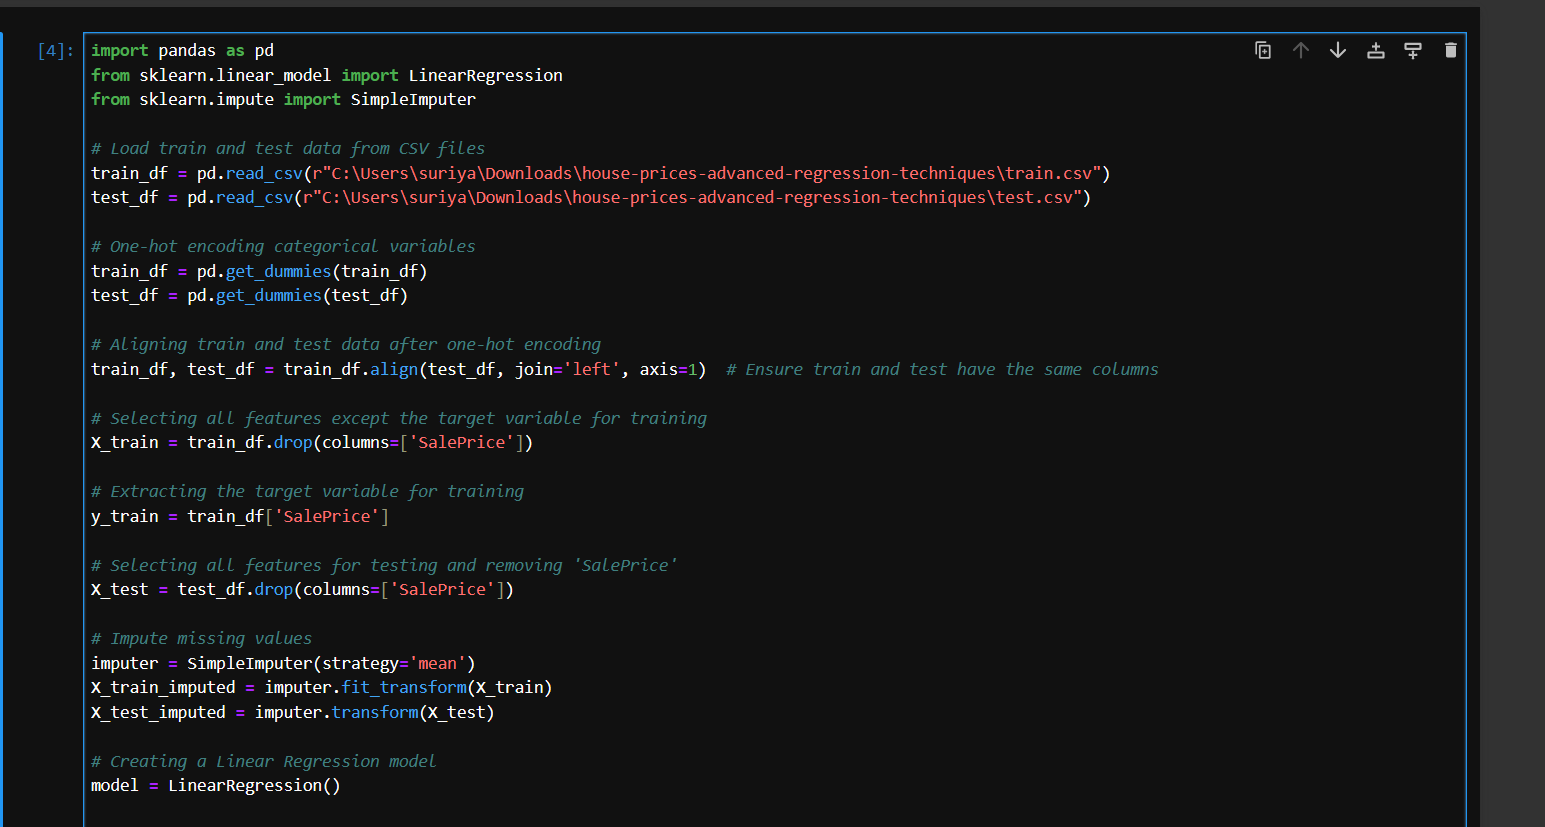 [4]:
import pandas as pd
from sklearn.linear_model import LinearRegression
from sklearn.impute import SimpleImputer
# Load train and test data from CSV files
train_df = pd.read_csv(r"C:\Users\suriya\Downloads\house-prices-advanced-regression-techniques\train.csv")
test_df = pd.read_csv(r"C:\Users\suriya\Downloads\house-prices-advanced-regression-techniques\test.csv")
# One-hot encoding categorical variables
train_df = pd.get_dummies(train_df)
test_df = pd.get_dummies(test_df)
# Aligning train and test data after one-hot encoding
train_df, test_df = train_df.align(test_df, join='left', axis=1)  # Ensure train and test have the same columns
# Selecting all features except the target variable for training
X_train = train_df.drop(columns=['SalePrice'])
# Extracting the target variable for training
y_train = train_df['SalePrice']
# Selecting all features for testing and removing 'SalePrice'
X_test = test_df.drop(columns=['SalePrice'])
# Impute missing values
imputer = SimpleImputer(strategy='mean')
X_train_imputed = imputer.fit_transform(X_train)
X_test_imputed = imputer.transform(X_test)
# Creating a Linear Regression model
model = LinearRegression()